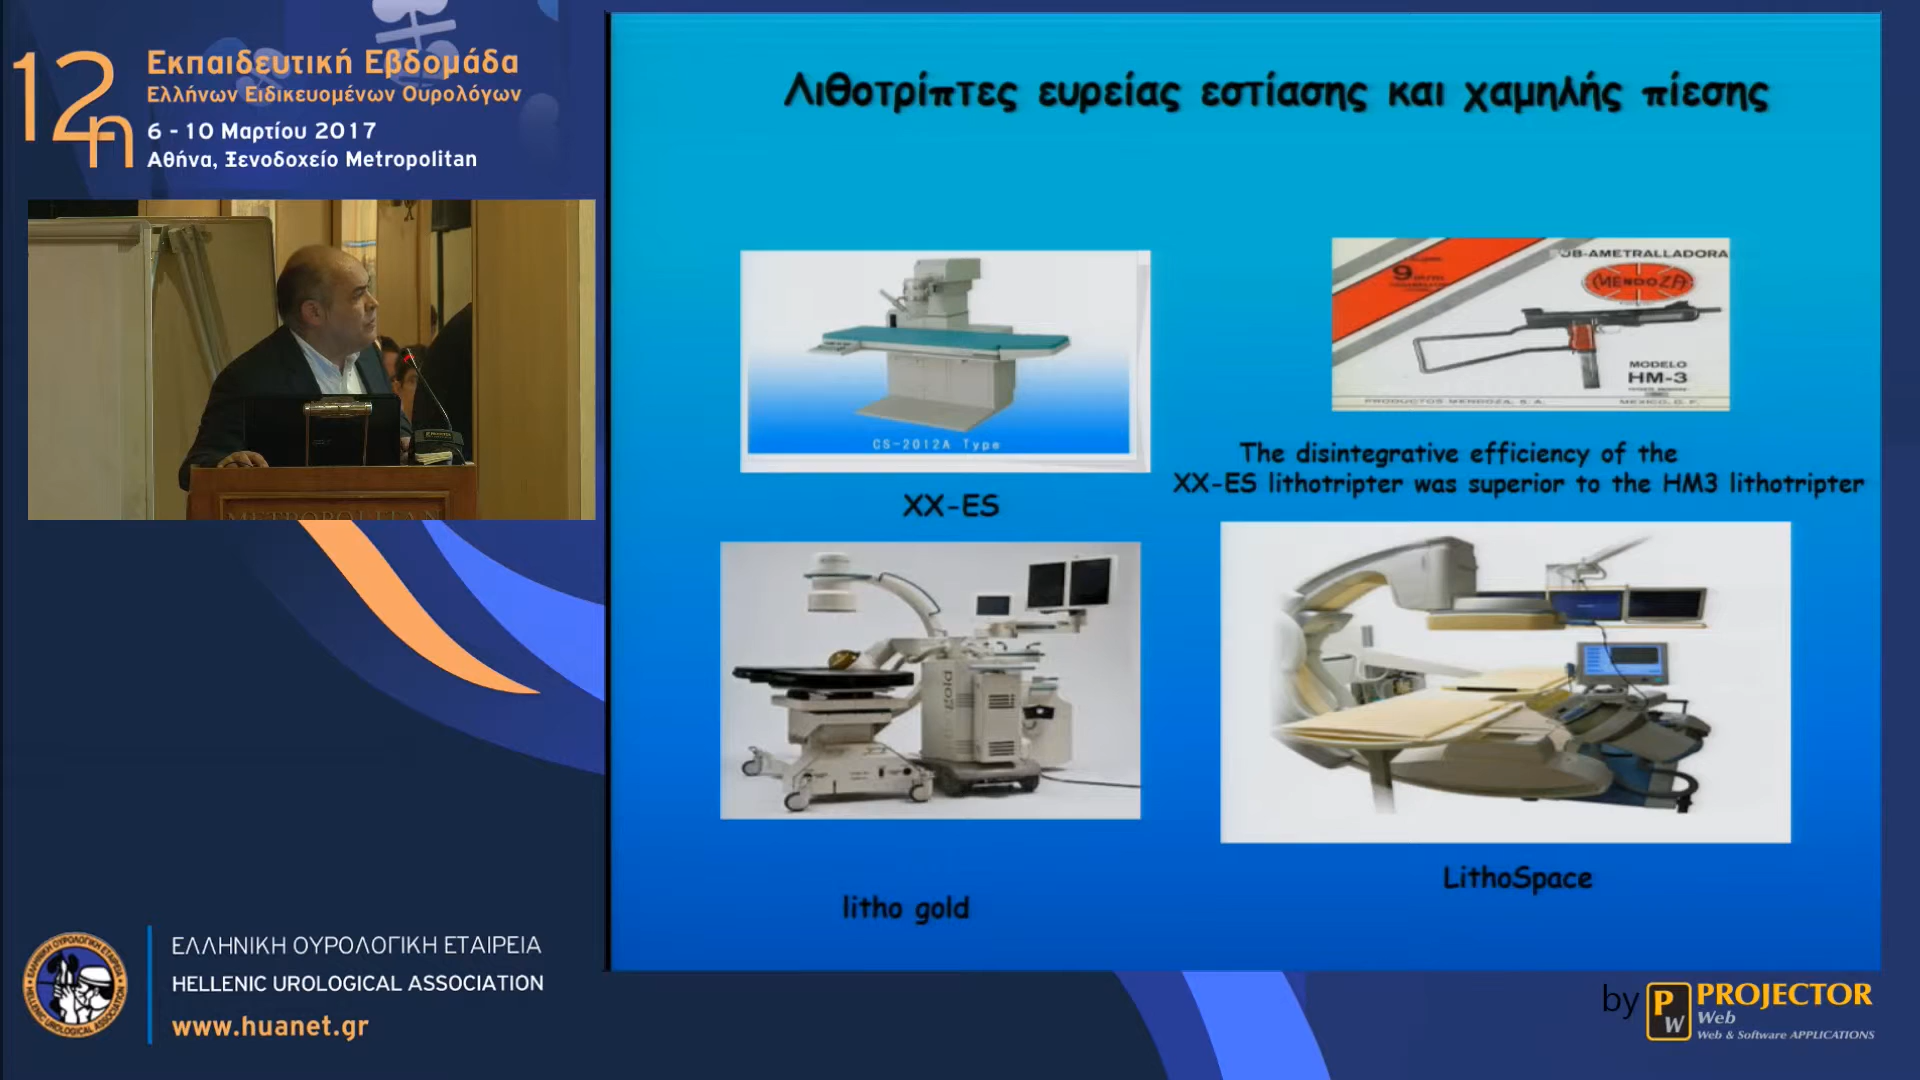 12η
Εκπαιδευτική Εβδομάδα
Ελλήνων Ειδικευομένων Ουρολόγων
6 - 10 Μαρτίου 2017
Αθήνα, Ξενοδοχείο Metropolitan
METROPOLITAN
Λιθοτρίπτες ευρείας εστίασης και χαμηλής πίεσης
CS-2012A Type
XX-ES
9
SUB-AMETRALLADORA
MENDOZA
MODELO
HM-3
PRODUCTOS MENDOZA, S. A.
MEXICO, D. F.
The disintegrative efficiency of the
XX-ES lithotripter was superior to the HM3 lithotripter
gold
litho gold
LithoSpace
ΕΛΛΗΝΙΚΗ ΟΥΡΟΛΟΓΙΚΗ ΕΤΑΙΡΕΙΑ
HELLENIC UROLOGICAL ASSOCIATION
www.huanet.gr
by PW PROJECTOR
Web
Web & Software APPLICATIONS